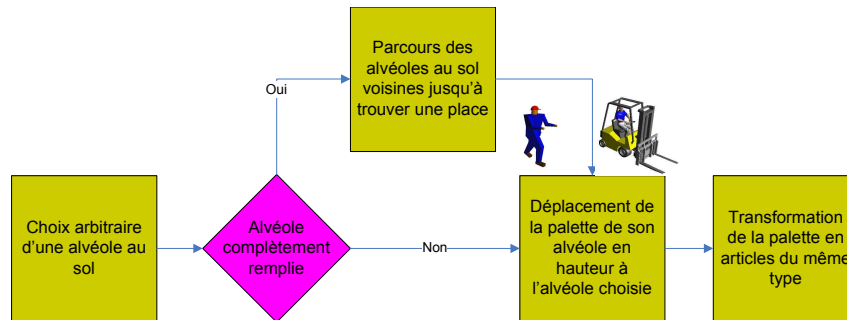 Parcours des
alvéoles au sol
voisines jusqu'à
trouver une place
Oui
Choix arbitraire
d'une alvéole au
sol
Alvéole
complètement
remplie
Non
Déplacement de
la palette de son
alvéole en
hauteur à
l'alvéole choisie
Transformation
de la palette en
articles du même
type